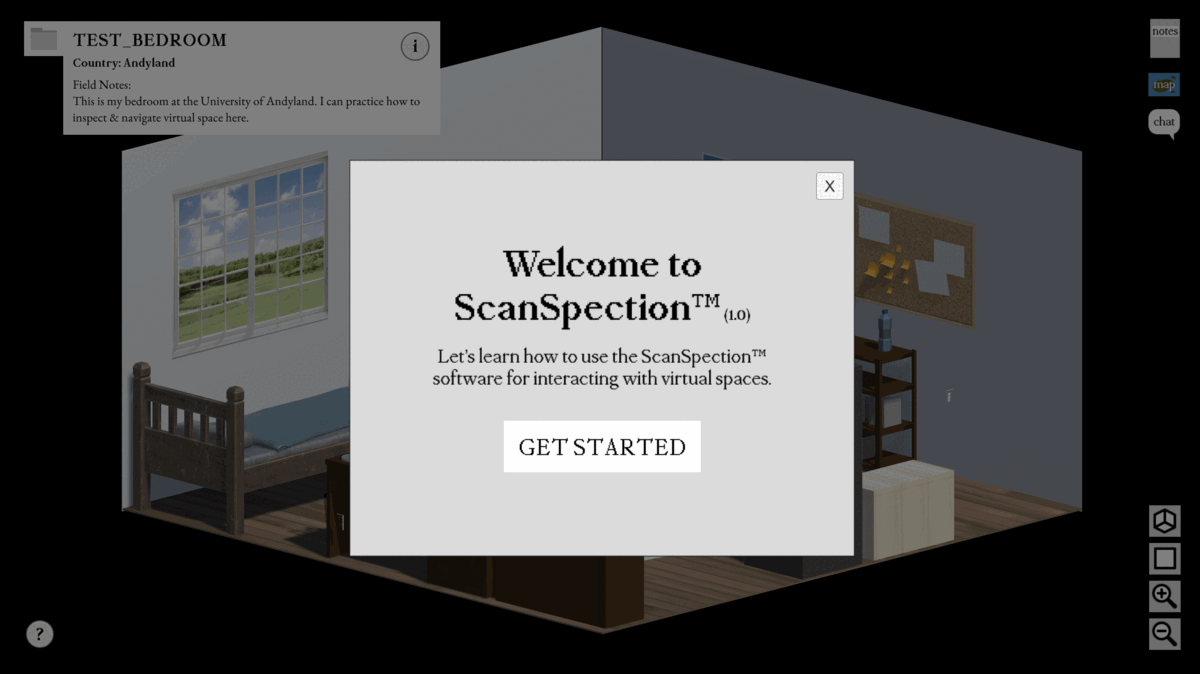 TEST_BEDROOM
i
Country: Andyland
Field Notes:
This is my bedroom at the University of Andyland. I can practice how to
inspect & navigate virtual space here.
notes
map
chat
X
Welcome to
ScanSpection™ (1.0)
Let's learn how to use the ScanSpection™
software for interacting with virtual spaces.
GET STARTED
i
?